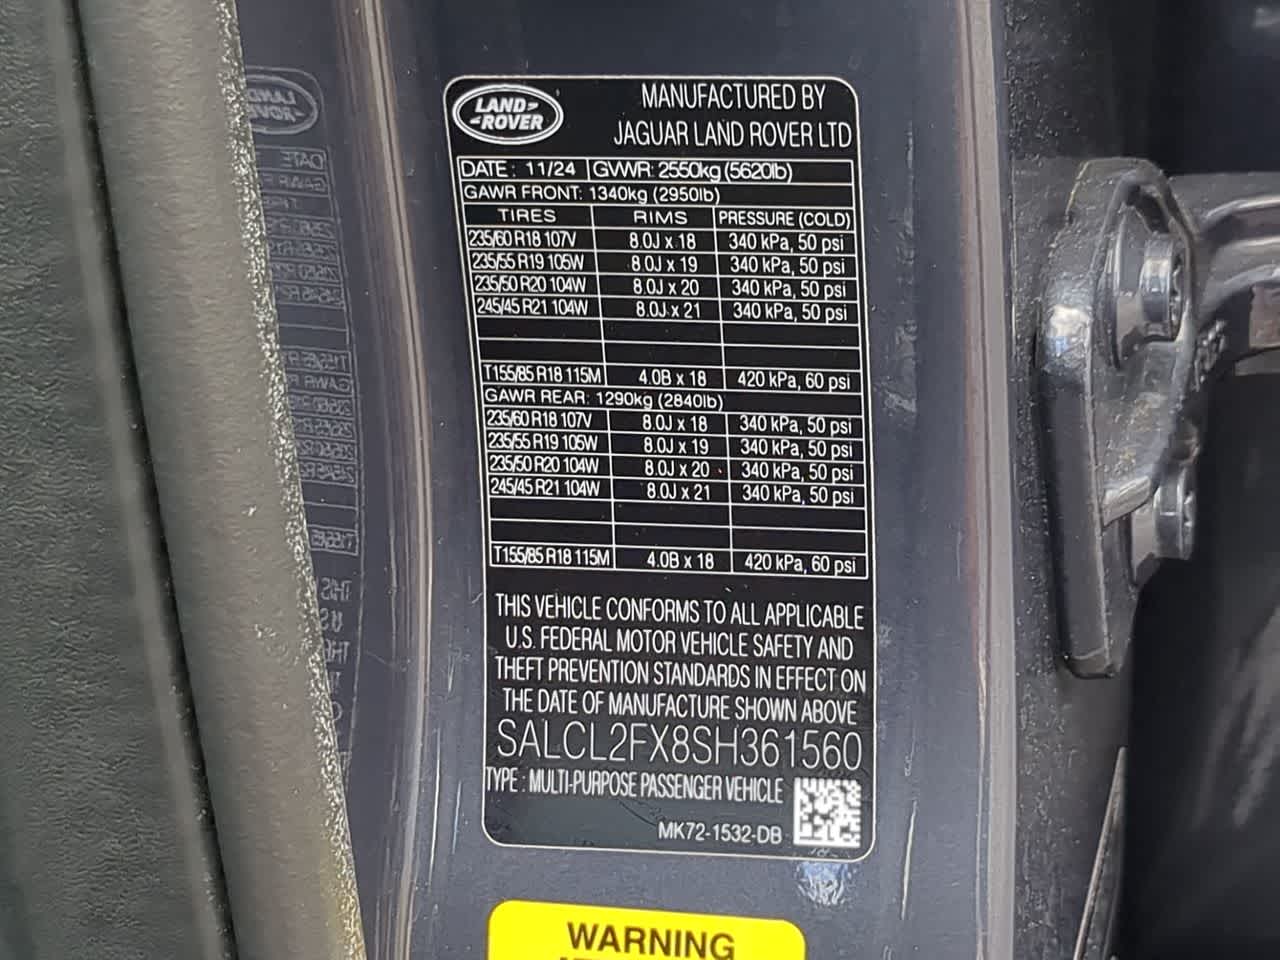 LAND-
-ROVER
MANUFACTURED BY
JAGUAR LAND ROVER LTD
DATE : 11/24 GVWR: 2550kg (5620lb)
GAWR FRONT: 1340kg (2950lb)
TIRES RIMS PRESSURE (COLD)
235/60 R18 107V 8.0J x 18 340 kPa, 50 psi
235/55 R19 105W 8.0J x 19 340 kPa, 50 psi
235/50 R20 104W 8.0J x 20 340 kPa, 50 psi
245/45 R21 104W 8.0J x 21 340 kPa, 50 psi
T155/85 R18 115M 4.0B x 18 420 kPa, 60 psi
GAWR REAR: 1290kg (2840lb)
235/60 R18 107V 8.0J x 18 340 kPa, 50 psi
235/55 R19 105W 8.0J x 19 340 kPa, 50 psi
235/50 R20 104W 8.0J x 20 340 kPa, 50 psi
245/45 R21 104W 8.0J x 21 340 kPa, 50 psi
T155/85 R18 115M 4.0B x 18 420 kPa, 60 psi
THIS VEHICLE CONFORMS TO ALL APPLICABLE
U.S. FEDERAL MOTOR VEHICLE SAFETY AND
THEFT PREVENTION STANDARDS IN EFFECT ON
THE DATE OF MANUFACTURE SHOWN ABOVE
SALCL2FX8SH361560
TYPE : MULTI-PURPOSE PASSENGER VEHICLE
MK72-1532-DB
WARNING